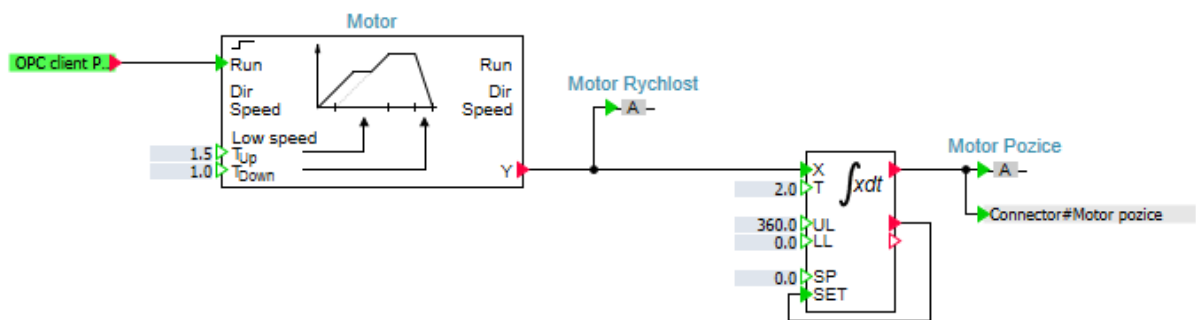 Motor
OPC client P..
Run
Run
Dir
Dir
Speed
Speed
Low speed
1.5 TUp
1.0 TDown
Y
Motor Rychlost
A
X
2.0 T
∫xdt
360.0 UL
0.0 LL
0.0 SP
SET
Motor Pozice
A
Connector#Motor pozice